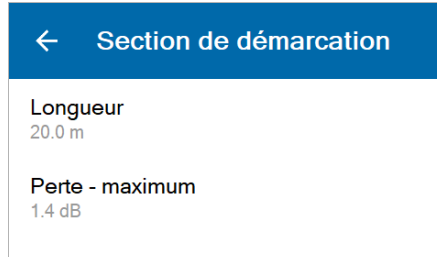 Section de démarcation
Longueur
20.0 m
Perte - maximum
1.4 dB